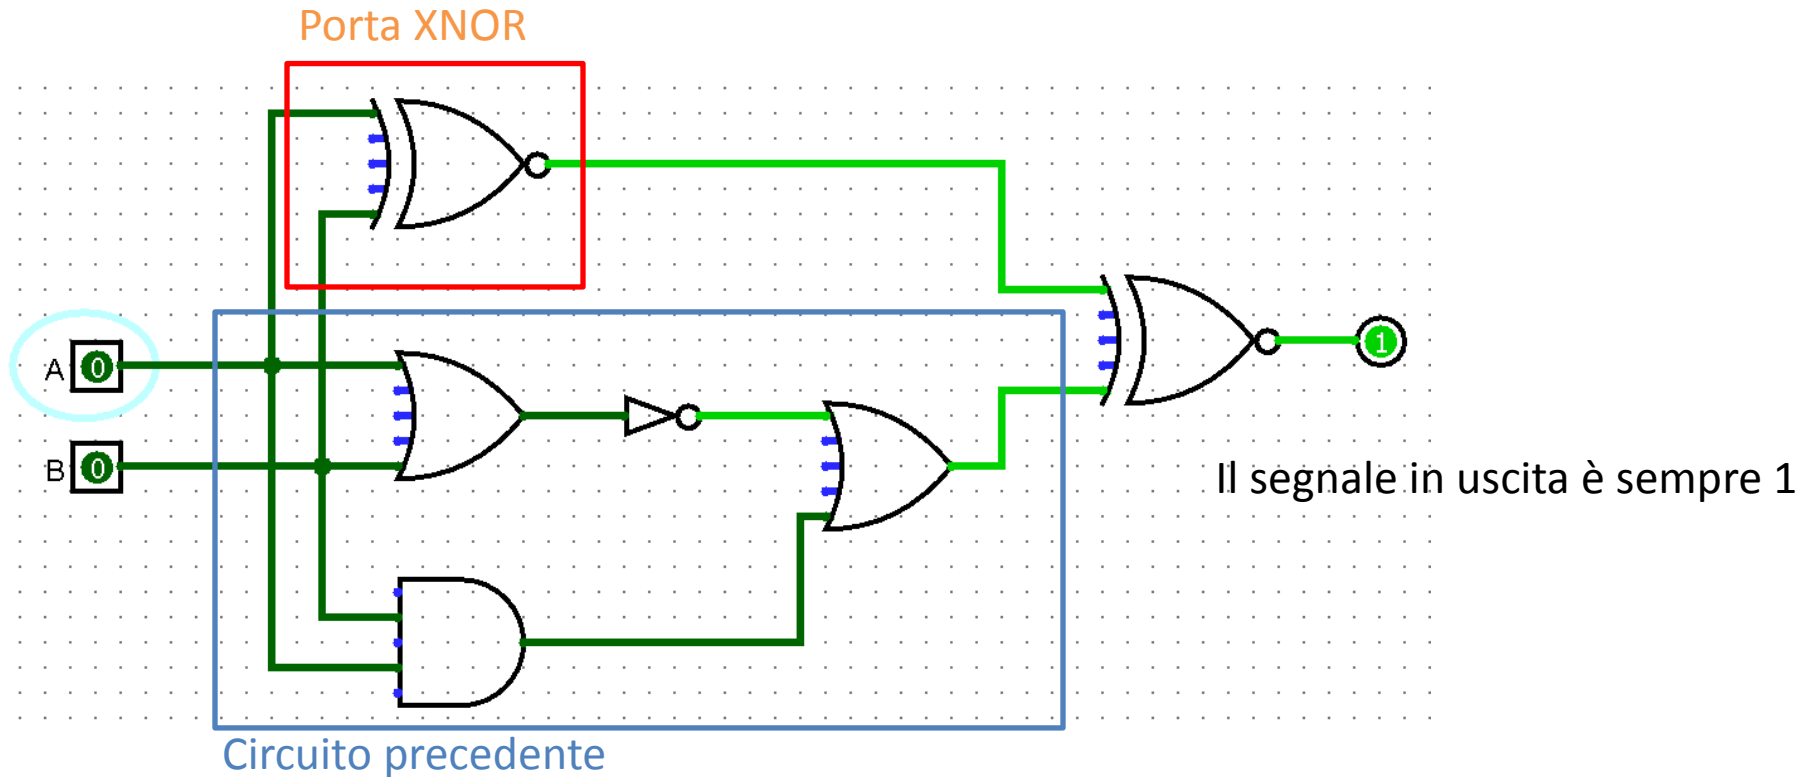 Porta XNOR
A 0
B 0
1
Il segnale in uscita è sempre 1
Circuito precedente